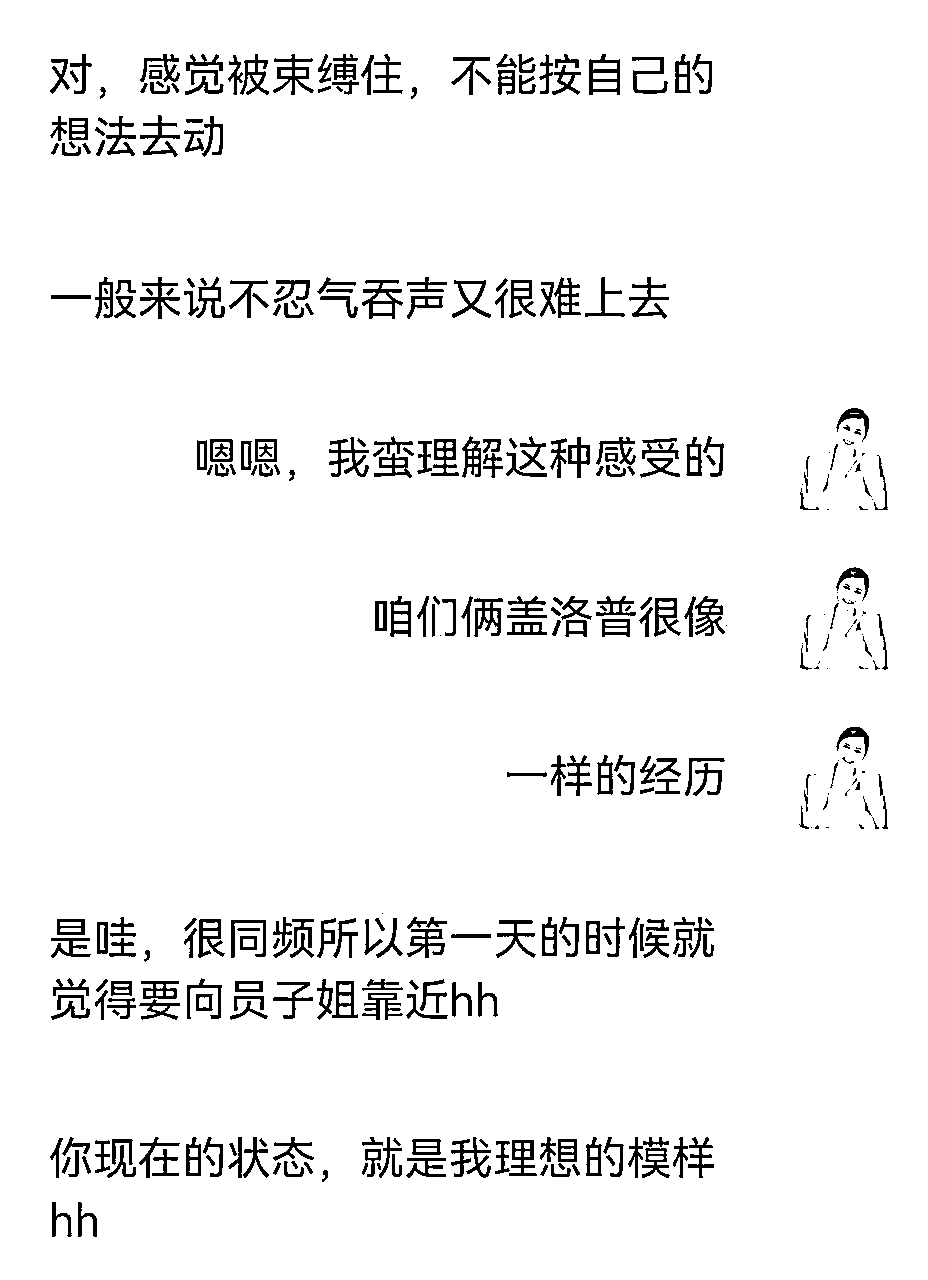 对，感觉被束缚住，不能按自己的
想法去动
一般来说不忍气吞声又很难上去
嗯嗯，我蛮理解这种感受的
咱们俩盖洛普很像
一样的经历
是哇，很同频所以第一天的时候就
觉得要向员子姐靠近hh
你现在的状态，就是我理想的模样
hh